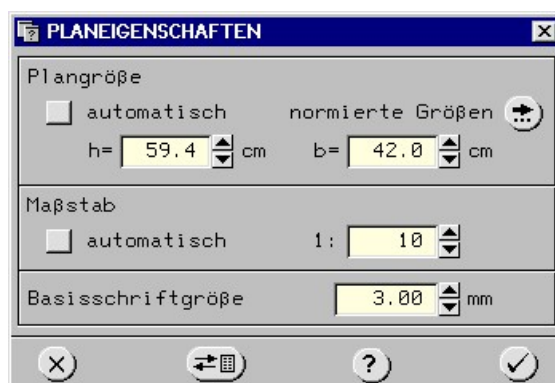 PLANEIGENSCHAFTEN
Plangröße
automatisch normierte Größen
h= 59.4 cm b= 42.0 cm
Maßstab
automatisch 1: 10
Basisschriftgröße 3.00 mm